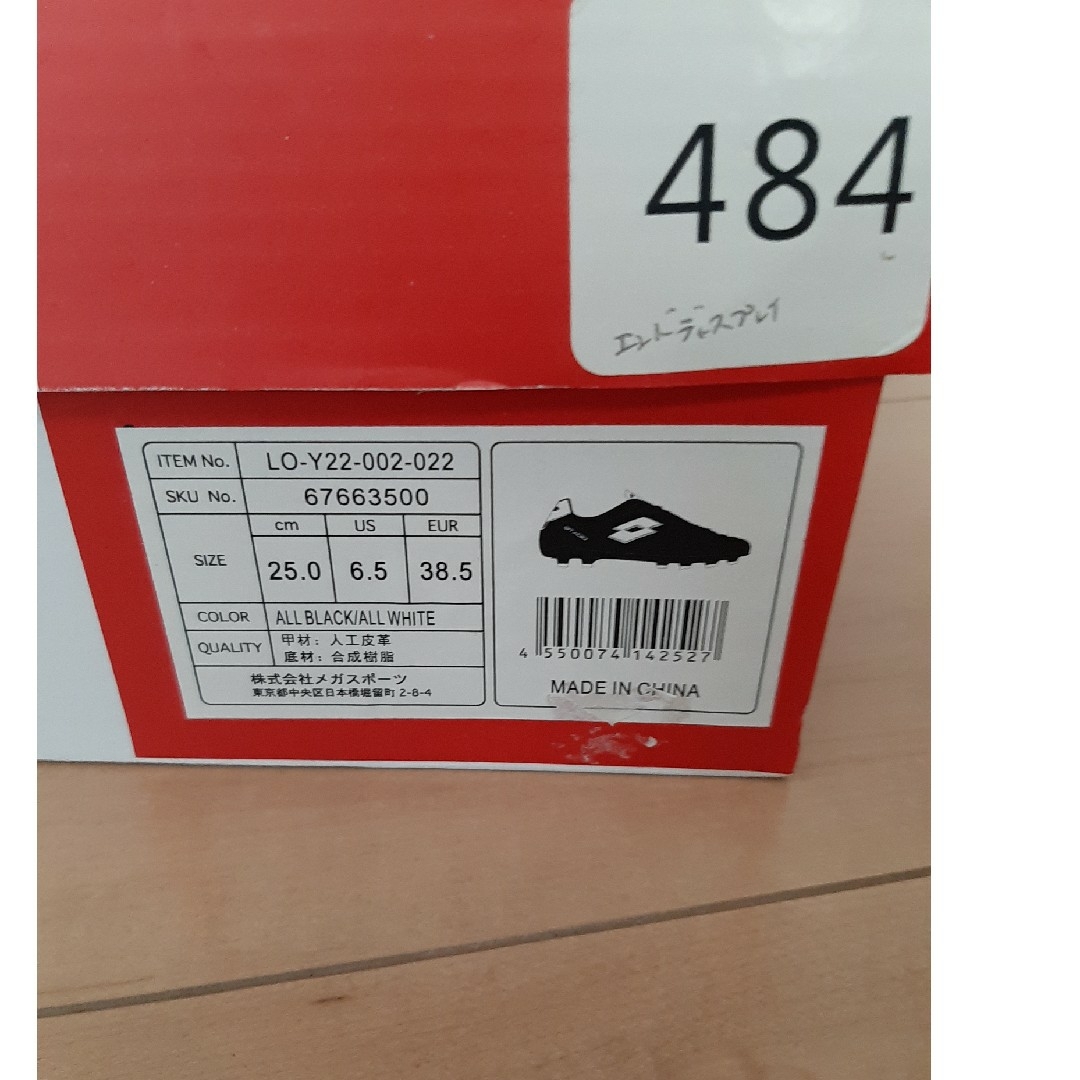 484
エンドディスプレイ
ITEM No. LO-Y22-002-022
SKU No. 67663500
SIZE
cm US EUR
25.0 6.5 38.5
COLOR ALL BLACK/ALL WHITE
QUALITY 甲材：人工皮革
底材：合成樹脂
株式会社メガスポーツ
東京都中央区日本橋堀留町 2-8-4
4 550074 142527
MADE IN CHINA